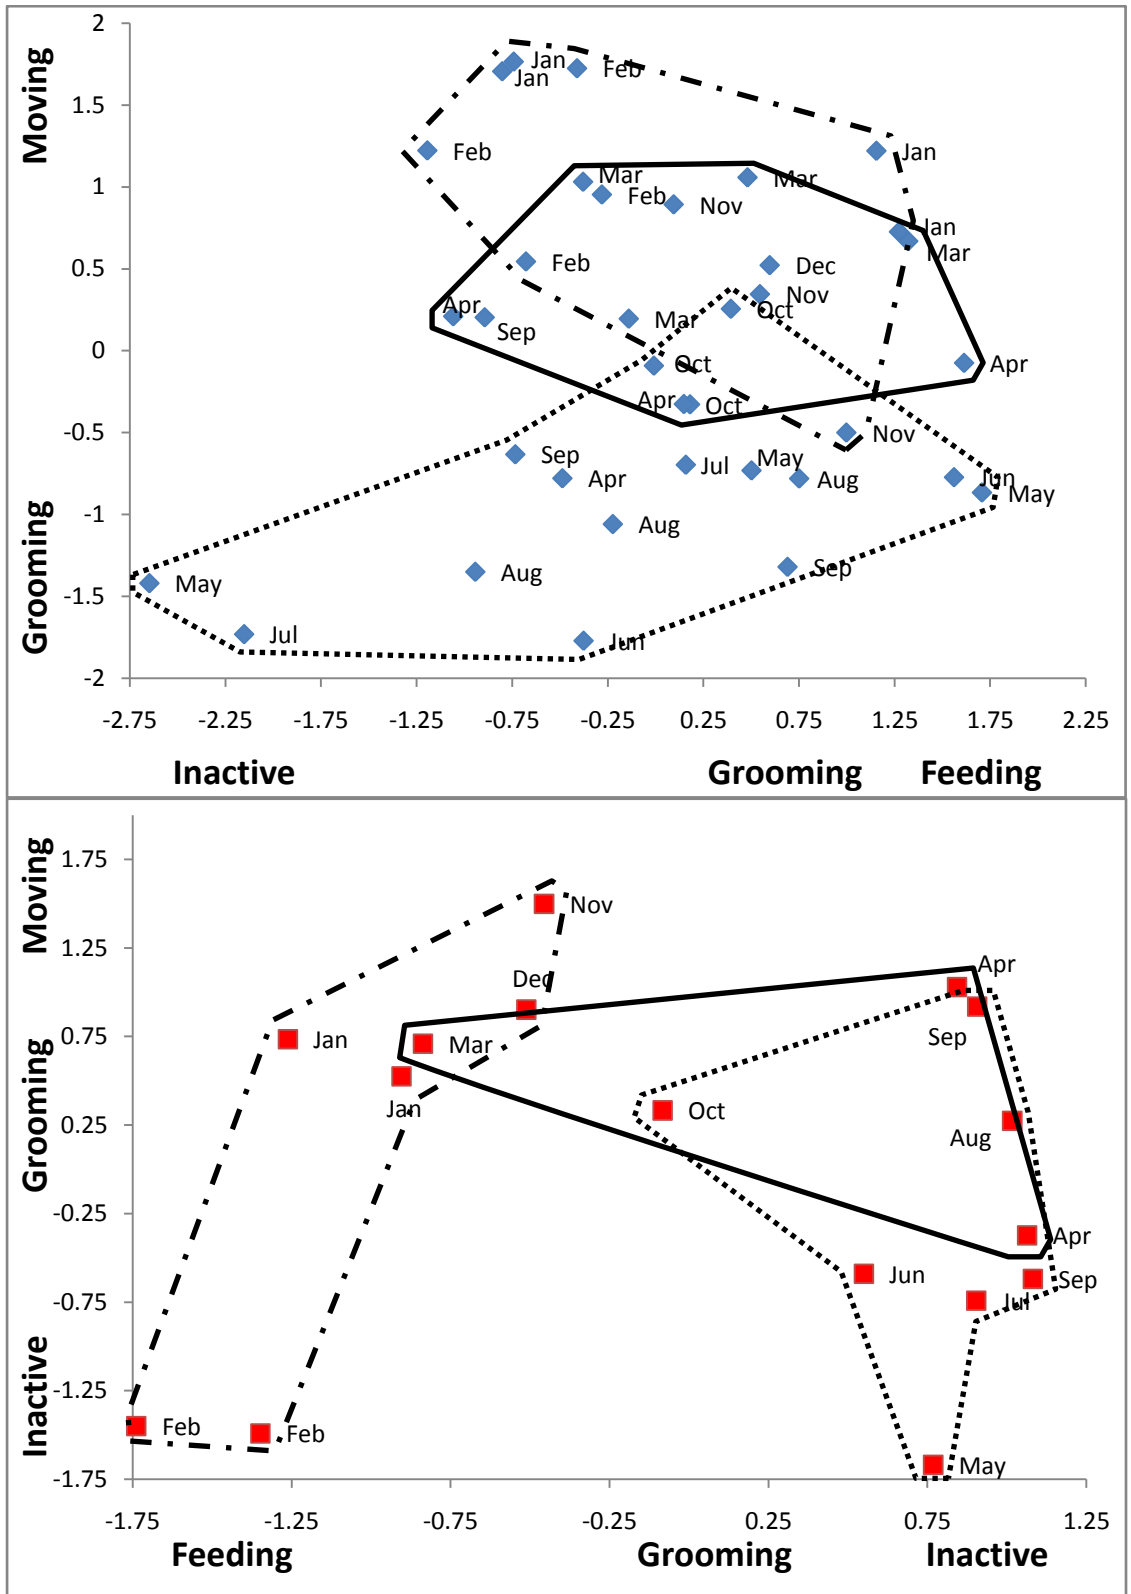 Moving
Grooming
2
1.5
1
0.5
0
-0.5
-1
-1.5
-2
Jan
Jan
Feb
Feb
Jan
Mar
Feb
Nov
Mar
Jan
Mar
Feb
Dec
Nov
Oct
Apr
Sep
Mar
Oct
Apr
Apr
Oct
Nov
Sep
Apr
Jul
May
Aug
Jun
May
Aug
Aug
Sep
May
Jul
Jun
-2.75 -2.25 -1.75 -1.25 -0.75 -0.25 0.25 0.75 1.25 1.75 2.25
Inactive Grooming Feeding
Moving
Grooming
Inactive
1.75
1.25
0.75
0.25
-0.25
-0.75
-1.25
-1.75
Nov
Apr
Dec
Sep
Jan
Mar
Jan
Oct
Aug
Apr
Jun
Sep
Jul
Feb
Feb
May
-1.75 -1.25 -0.75 -0.25 0.25 0.75 1.25
Feeding Grooming Inactive